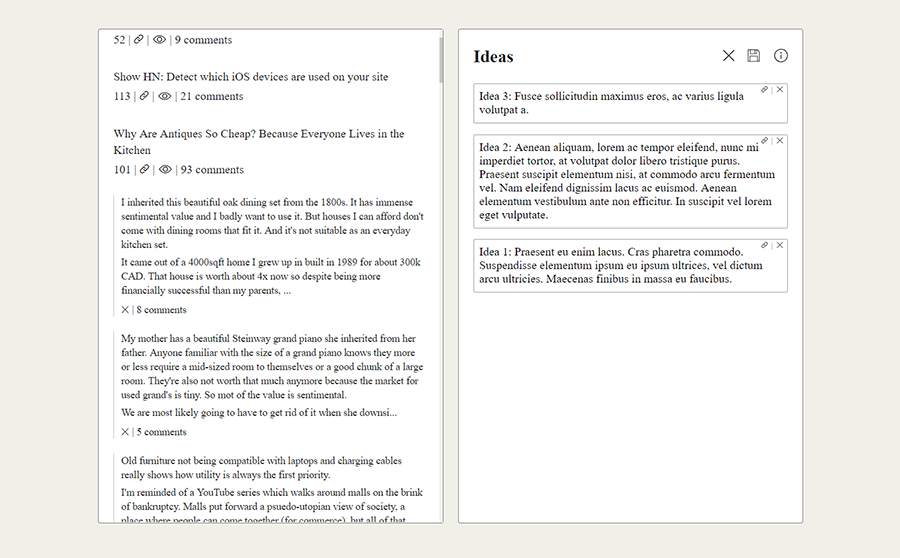 52 | | | 9 comments
Show HN: Detect which iOS devices are used on your site
113 | | | 21 comments
Why Are Antiques So Cheap? Because Everyone Lives in the
Kitchen
101 | | | 93 comments
I inherited this beautiful oak dining set from the 1800s. It has immense
sentimental value and I badly want to use it. But houses I can afford don't
come with dining rooms that fit it. And it's not suitable as an everyday
kitchen set.
It came out of a 4000sqft home I grew up in built in 1989 for about 300k
CAD. That house is worth about 4x now so despite being more
financially successful than my parents, ...
| 8 comments
My mother has a beautiful Steinway grand piano she inherited from her
father. Anyone familiar with the size of a grand piano knows they more
or less require a mid-sized room to themselves or a good chunk of a large
room. They're also not worth that much anymore because the market for
used grand's is tiny. So mot of the value is sentimental.
We are most likely going to have to get rid of it when she downsi...
| 5 comments
Old furniture not being compatible with laptops and charging cables
really shows how utility is always the first priority.
I'm reminded of a YouTube series which walks around malls on the brink
of bankruptcy. Malls put forward a psuedo-utopian view of society, a
place where people can come together (for commerce), but all of that
Ideas
Idea 3: Fusce sollicitudin maximus eros, ac varius ligula
volutpat a.
Idea 2: Aenean aliquam, lorem ac tempor eleifend, nunc mi
imperdiet tortor, at volutpat dolor libero tristique purus.
Praesent suscipit elementum nisi, at commodo arcu fermentum
vel. Nam eleifend dignissim lacus ac euismod. Aenean
elementum vestibulum ante non efficitur. In suscipit vel lorem
eget vulputate.
Idea 1: Praesent eu enim lacus. Cras pharetra commodo.
Suspendisse elementum ipsum eu ipsum ultrices, vel dictum
arcu ultricies. Maecenas finibus in massa eu faucibus.